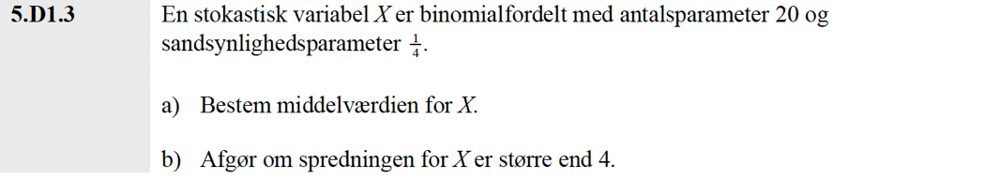 5.D1.3 En stokastisk variabel X er binomialfordelt med antalsparameter 20 og
sandsynlighedsparameter 1/4.
a) Bestem middelværdien for X.
b) Afgør om spredningen for X er større end 4.